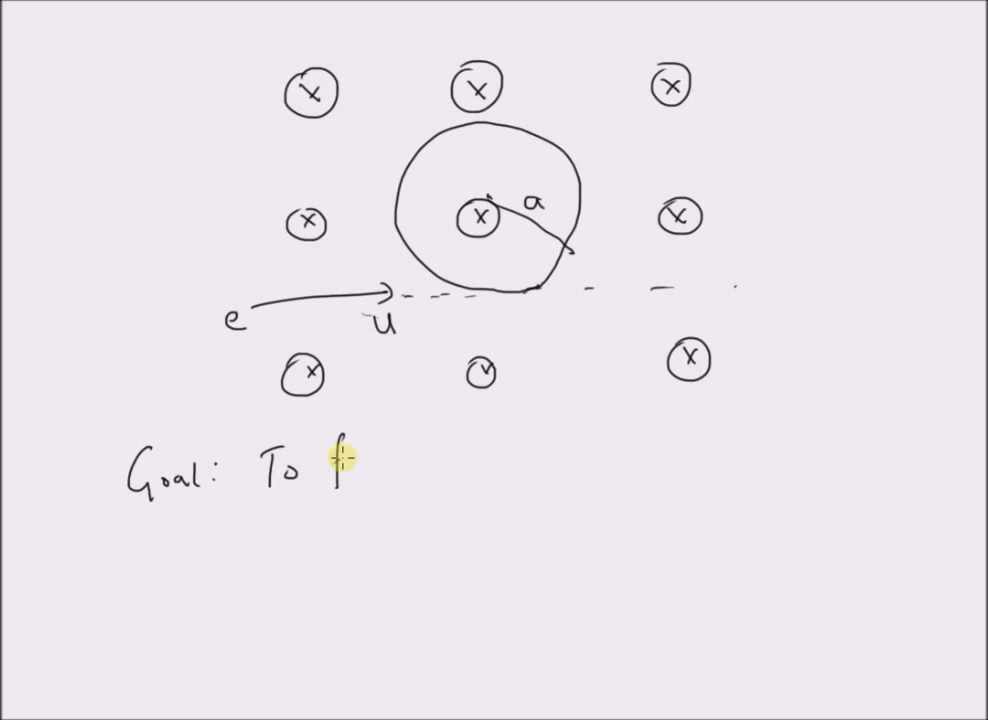 x x x
a
x x x
e u
x x
Goal: To f